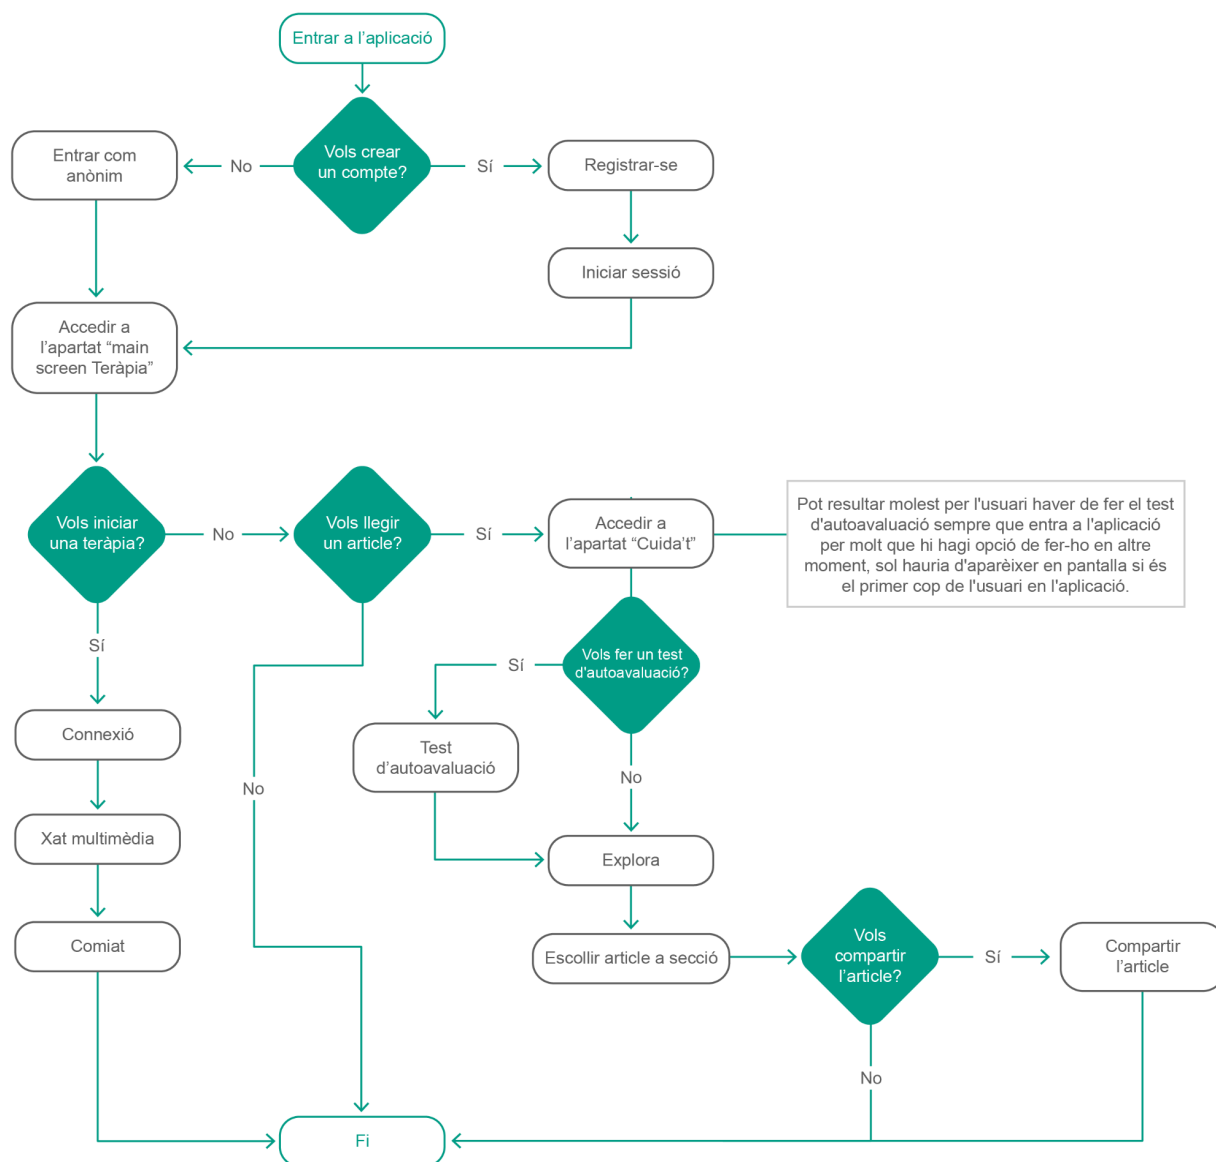 Entrar a l’aplicació
Vols crear
un compte?
No
Sí
Entrar com
anònim
Registrar-se
Iniciar sessió
Accedir a
l’apartat “main
screen Teràpia”
Vols iniciar
una teràpia?
No
Vols llegir
un article?
Sí
Accedir a
l’apartat “Cuida’t”
Pot resultar molest per l'usuari haver de fer el test
d'autoavaluació sempre que entra a l'aplicació
per molt que hi hagi opció de fer-ho en altre
moment, sol hauria d'aparèixer en pantalla si és
el primer cop de l'usuari en l'aplicació.
Sí
Vols fer un test
d'autoavaluació?
Sí
Connexió
Test
d’autoavaluació
No
No
Xat multimèdia
Explora
Comiat
Escollir article a secció
Vols
compartir
l’article?
Sí
Compartir
l’article
No
Fi